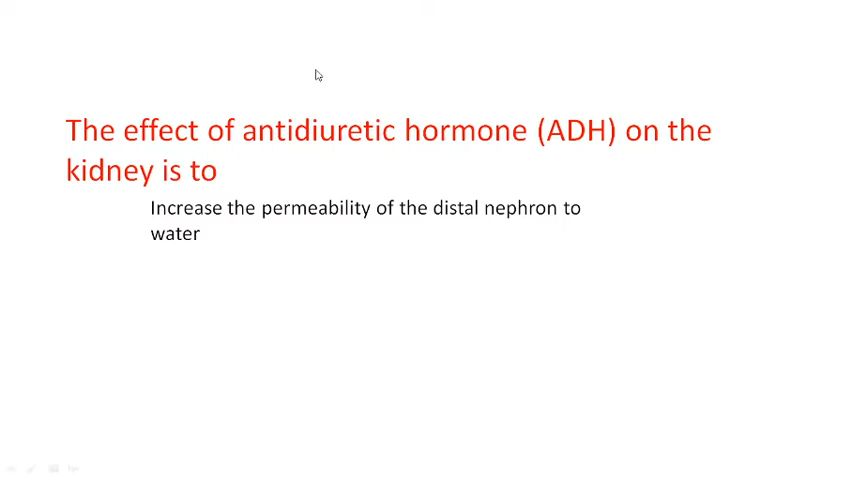 The effect of antidiuretic hormone (ADH) on the
kidney is to
Increase the permeability of the distal nephron to
water